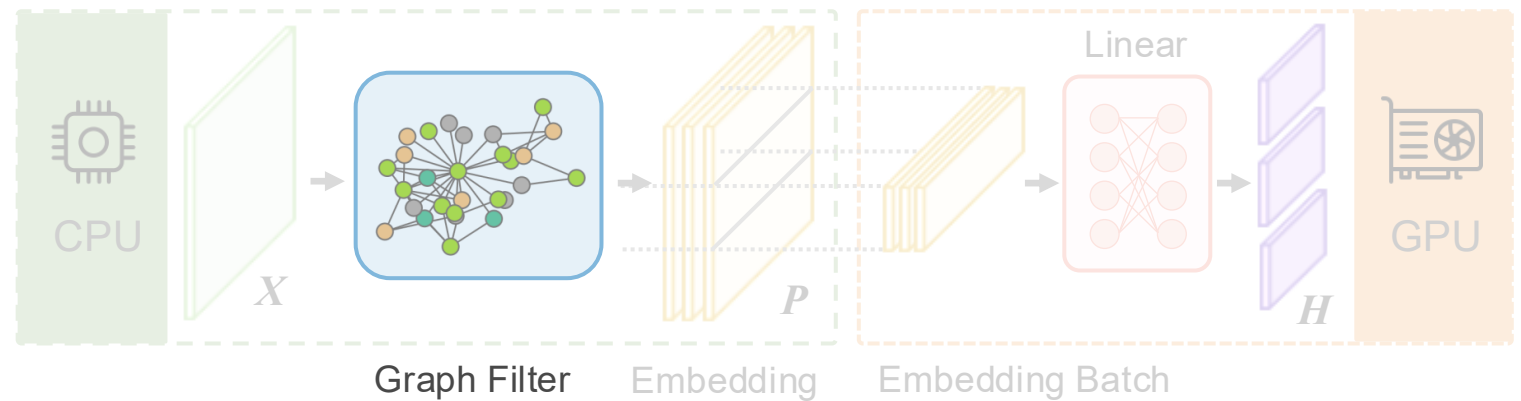 Linear
CPU
GPU
X
P
H
Graph Filter
Embedding
Embedding Batch